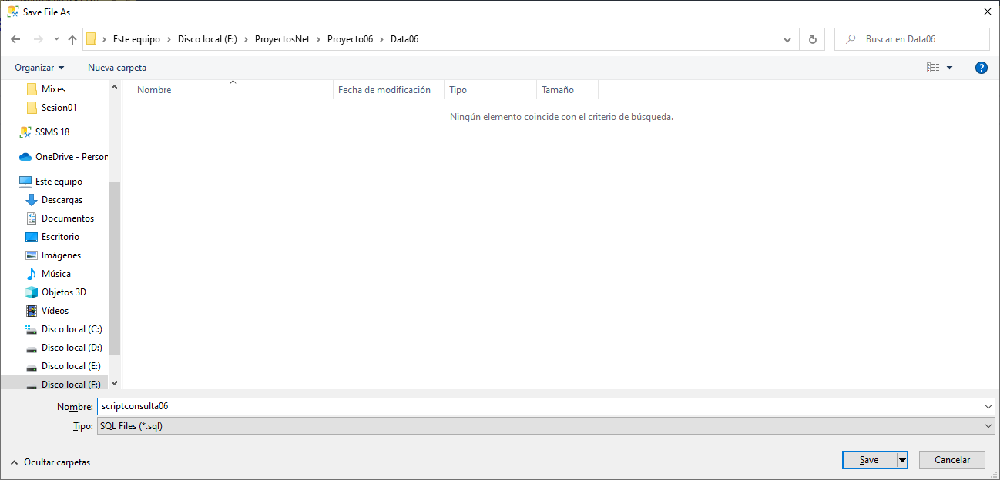 Save File As
Este equipo > Disco local (F:) > ProyectosNet > Proyecto06 > Data06
Buscar en Data06
Organizar
Nueva carpeta
?
Mixes
Sesion01
SSMS 18
OneDrive - Person
Este equipo
Descargas
Documentos
Escritorio
Imágenes
Música
Objetos 3D
Vídeos
Disco local (C:)
Disco local (D:)
Disco local (E:)
Disco local (F:)
Nombre
Fecha de modificación
Tipo
Tamaño
Ningún elemento coincide con el criterio de búsqueda.
Nombre: scriptconsulta06
Tipo: SQL Files (*.sql)
Ocultar carpetas
Save
Cancelar